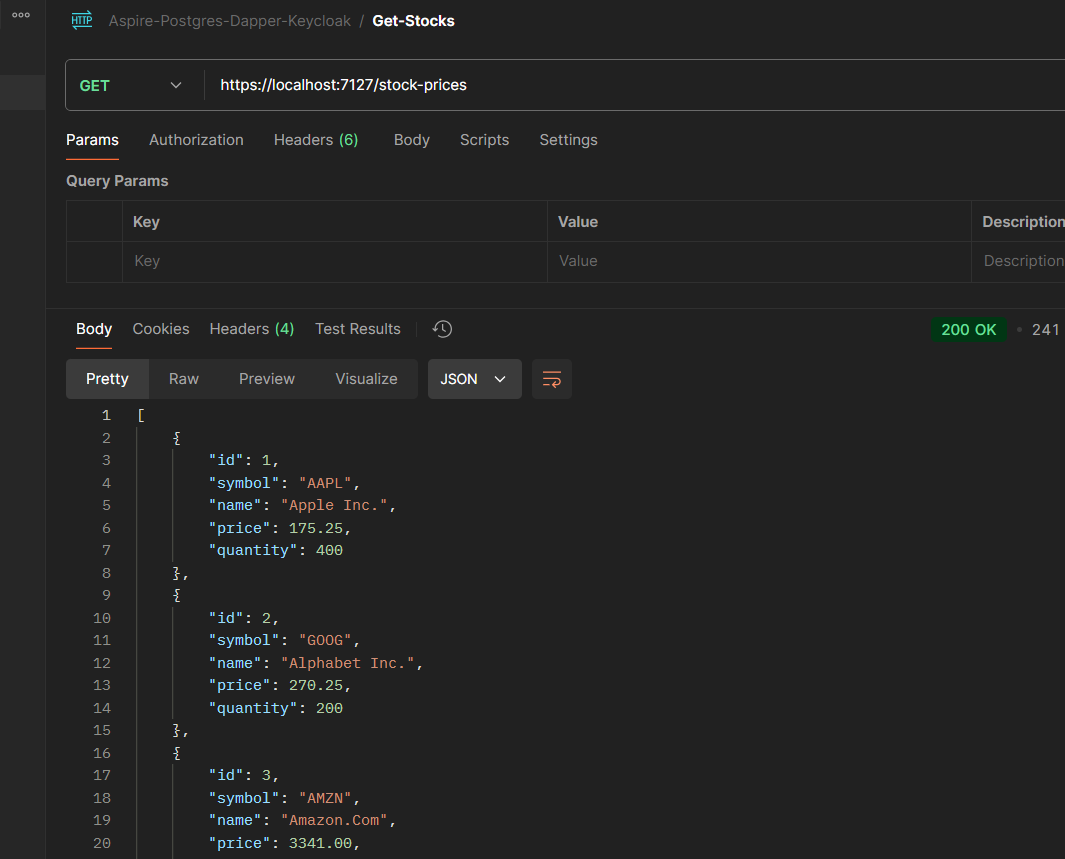 HTTP Aspire-Postgres-Dapper-Keycloak / Get-Stocks
GET https://localhost:7127/stock-prices
Params Authorization Headers (6) Body Scripts Settings
Query Params
Key Value Description
Key Value Description
Body Cookies Headers (4) Test Results 200 OK • 241
Pretty Raw Preview Visualize JSON
1 [
2 {
3 "id": 1,
4 "symbol": "AAPL",
5 "name": "Apple Inc.",
6 "price": 175.25,
7 "quantity": 400
8 },
9 {
10 "id": 2,
11 "symbol": "GOOG",
12 "name": "Alphabet Inc.",
13 "price": 270.25,
14 "quantity": 200
15 },
16 {
17 "id": 3,
18 "symbol": "AMZN",
19 "name": "Amazon.Com",
20 "price": 3341.00,